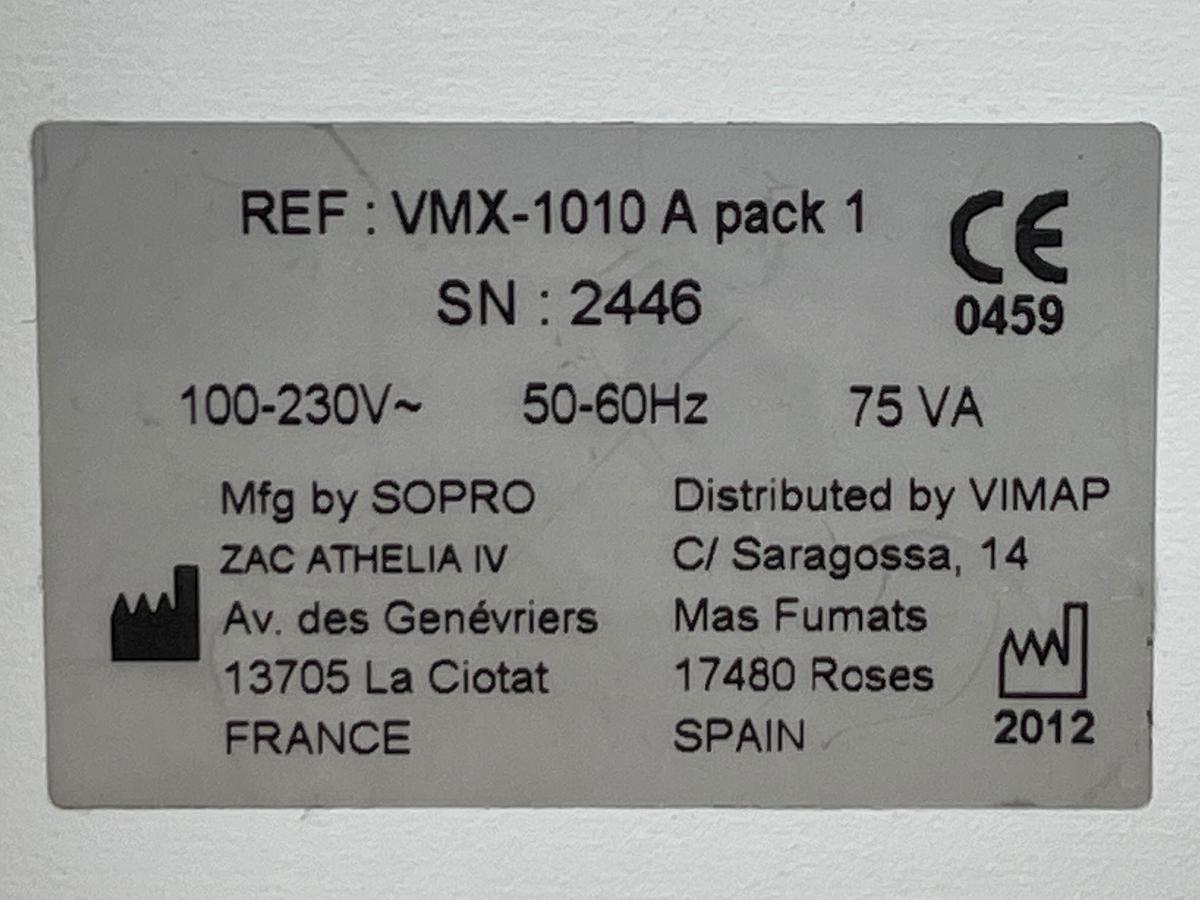 REF : VMX-1010 A pack 1
CE
0459
SN : 2446
100-230V~ 50-60Hz 75 VA
Mfg by SOPRO
ZAC ATHELIA IV
Av. des Genévriers
13705 La Ciotat
FRANCE
Distributed by VIMAP
C/ Saragossa, 14
Mas Fumats
17480 Roses
SPAIN
2012